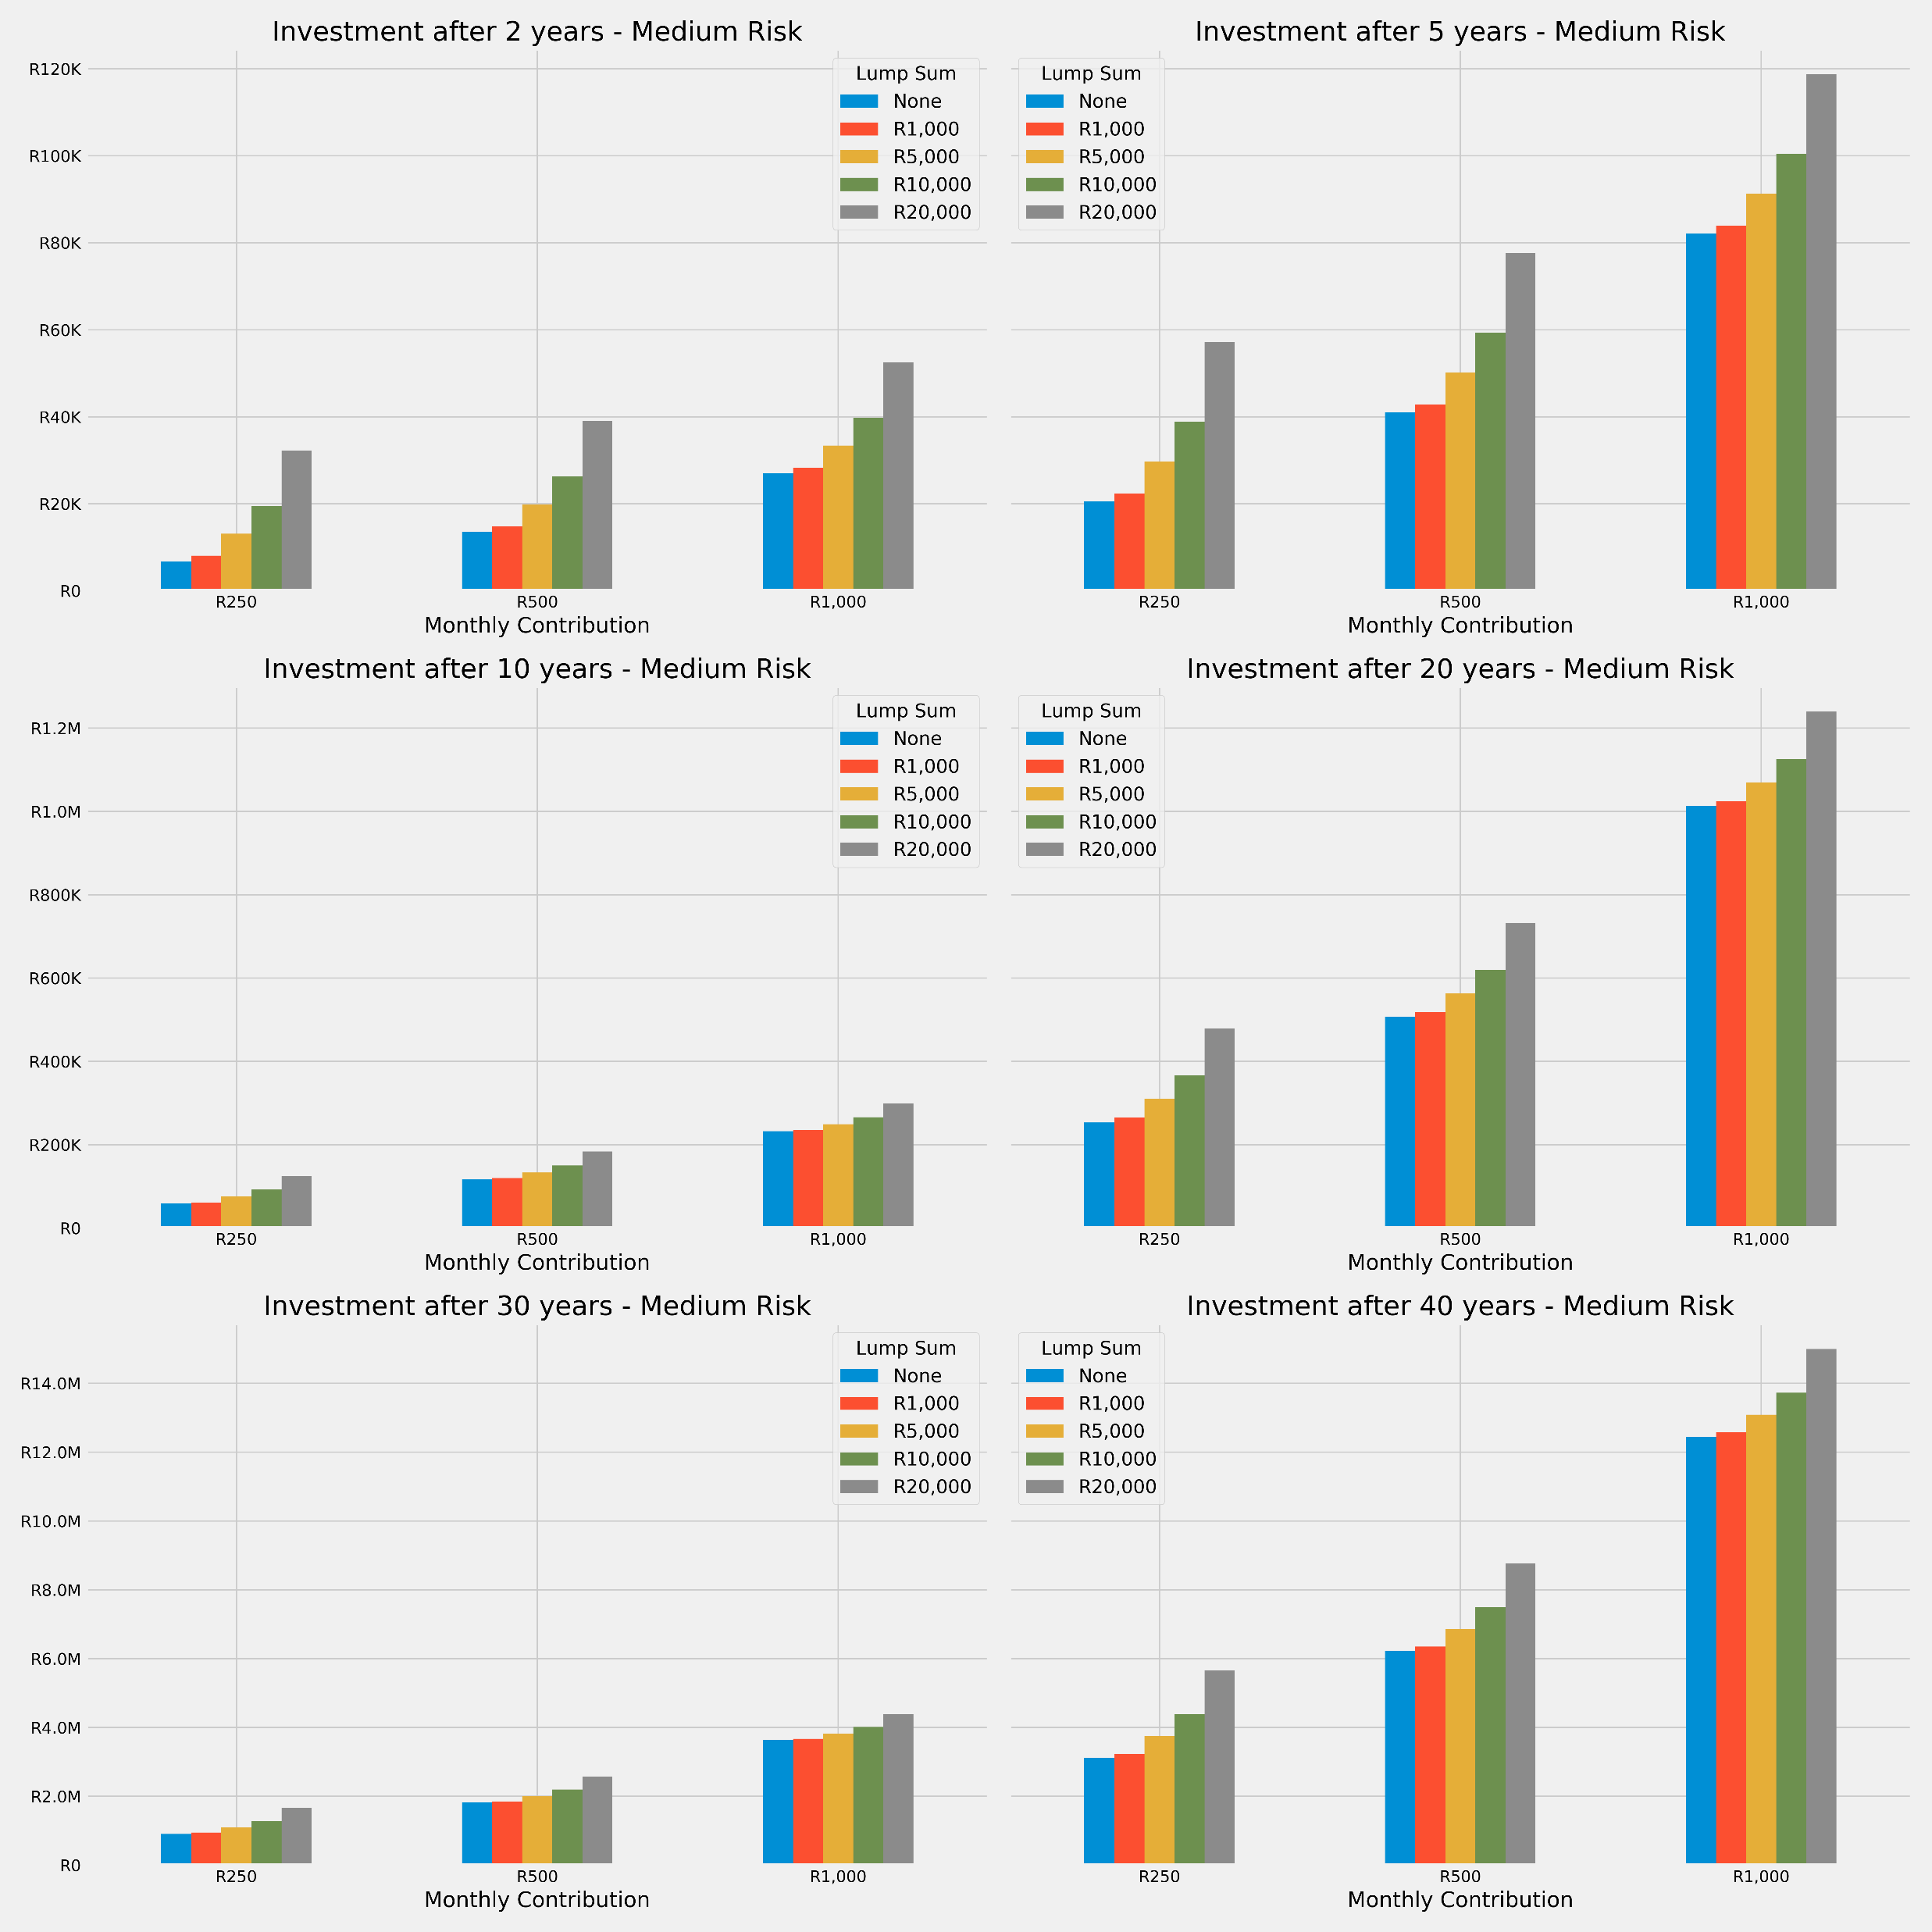 Investment after 2 years - Medium Risk
R120K
R100K
R80K
R60K
R40K
R20K
R0
Lump Sum
None
R1,000
R5,000
R10,000
R20,000
R250
R500
R1,000
Monthly Contribution
Investment after 5 years - Medium Risk
Lump Sum
None
R1,000
R5,000
R10,000
R20,000
R250
R500
R1,000
Monthly Contribution
Investment after 10 years - Medium Risk
R1.2M
R1.0M
R800K
R600K
R400K
R200K
R0
Lump Sum
None
R1,000
R5,000
R10,000
R20,000
R250
R500
R1,000
Monthly Contribution
Investment after 20 years - Medium Risk
Lump Sum
None
R1,000
R5,000
R10,000
R20,000
R250
R500
R1,000
Monthly Contribution
Investment after 30 years - Medium Risk
R14.0M
R12.0M
R10.0M
R8.0M
R6.0M
R4.0M
R2.0M
R0
Lump Sum
None
R1,000
R5,000
R10,000
R20,000
R250
R500
R1,000
Monthly Contribution
Investment after 40 years - Medium Risk
Lump Sum
None
R1,000
R5,000
R10,000
R20,000
R250
R500
R1,000
Monthly Contribution